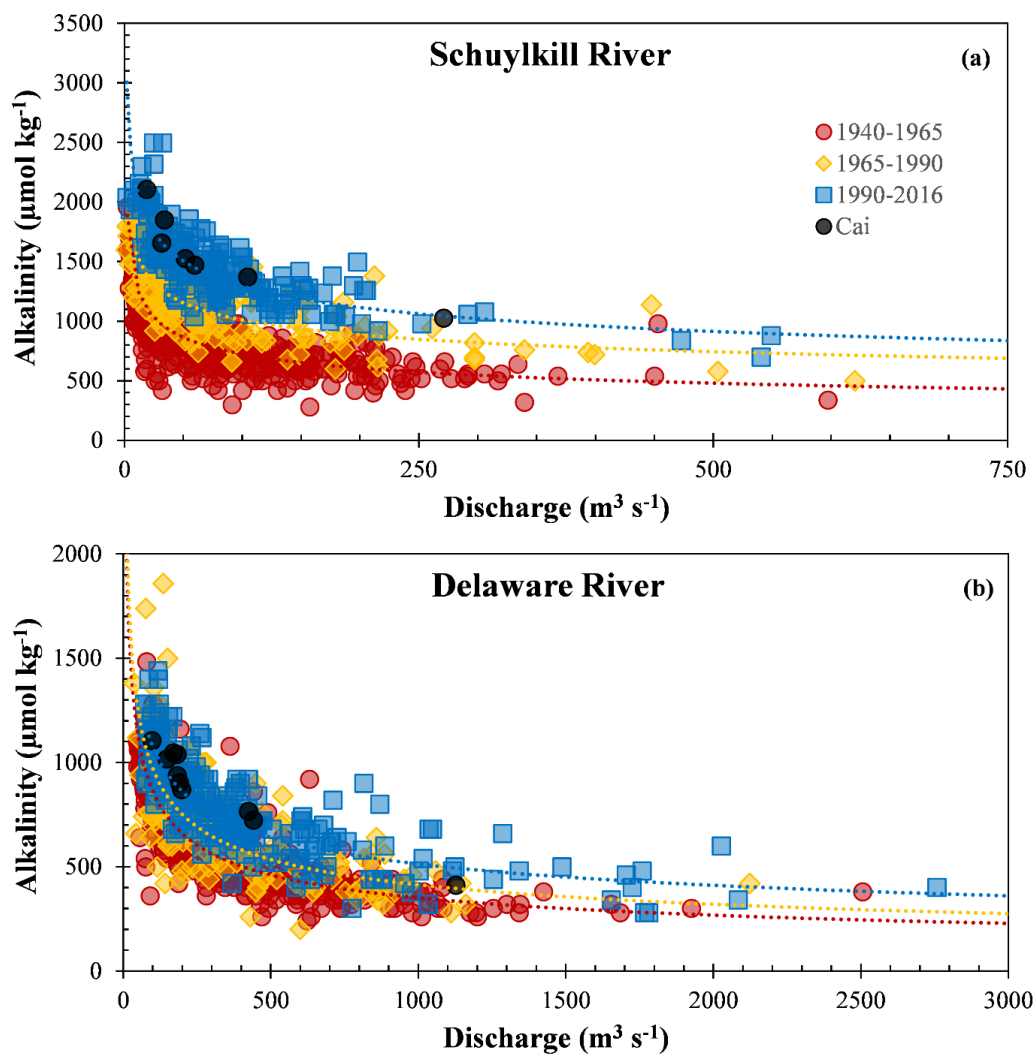 Schuylkill River
(a)
3500
3000
2500
2000
1500
1000
500
0
Alkalinity (µmol kg⁻¹)
1940-1965
1965-1990
1990-2016
Cai
0 250 500 750
Discharge (m³ s⁻¹)
Delaware River
(b)
2000
1500
1000
500
0
Alkalinity (µmol kg⁻¹)
0 500 1000 1500 2000 2500 3000
Discharge (m³ s⁻¹)